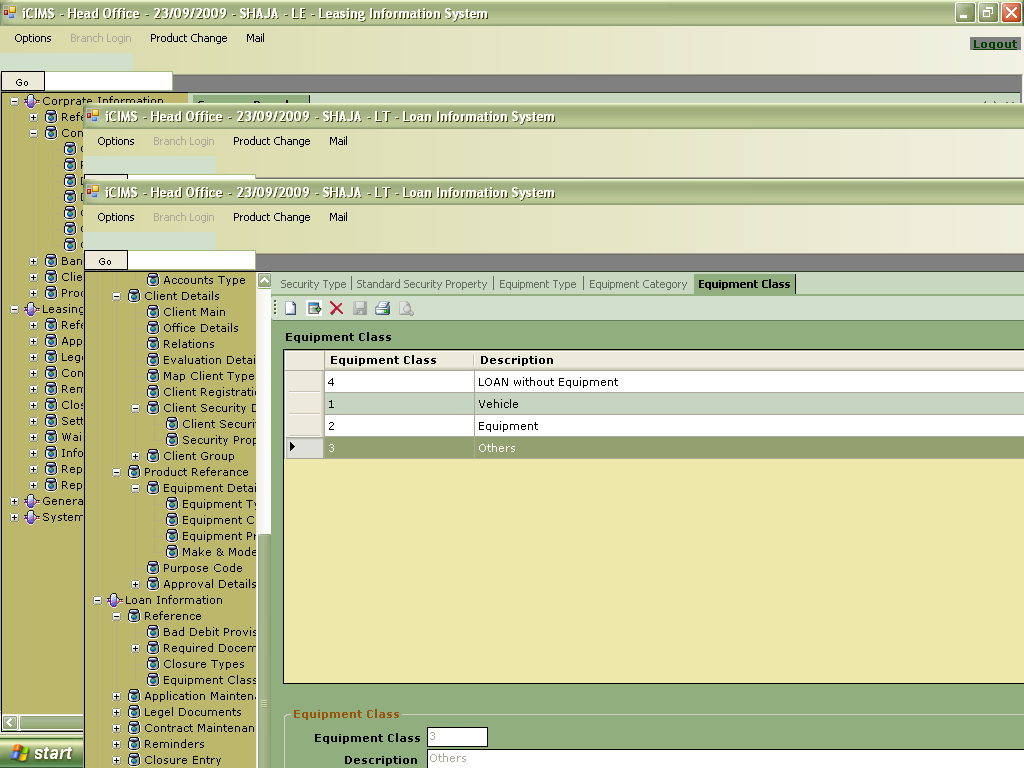 iCIMS - Head Office - 23/09/2009 - SHAJA - LE - Leasing Information System
Options Branch Login Product Change Mail
Logout
Go
Corprate Information
Refe
Con
Ban
Clie
Proc
Leasing
Refe
App
Lege
Con
Rem
Clos
Sett
Wai
Info
Rep
Rep
Genera
System
iCIMS - Head Office - 23/09/2009 - SHAJA - LT - Loan Information System
Options Branch Login Product Change Mail
iCIMS - Head Office - 23/09/2009 - SHAJA - LT - Loan Information System
Options Branch Login Product Change Mail
Go
Accounts Type
Client Details
Client Main
Office Details
Relations
Evaluation Detai
Map Client Type
Client Registrati
Client Security D
Client Securi
Security Prop
Client Group
Product Referance
Equipment Detai
Equipment Ty
Equipment C
Equipment Pr
Make & Mode
Purpose Code
Approval Details
Loan Information
Reference
Bad Debit Provis
Required Docem
Closure Types
Equipment Class
Application Mainten
Legel Documents
Contract Maintenan
Reminders
Closure Entry
Security Type Standard Security Property Equipment Type Equipment Category Equipment Class
Equipment Class
Equipment Class Description
4 LOAN without Equipment
1 Vehicle
2 Equipment
3 Others
Equipment Class
Equipment Class 3
Description Others
start